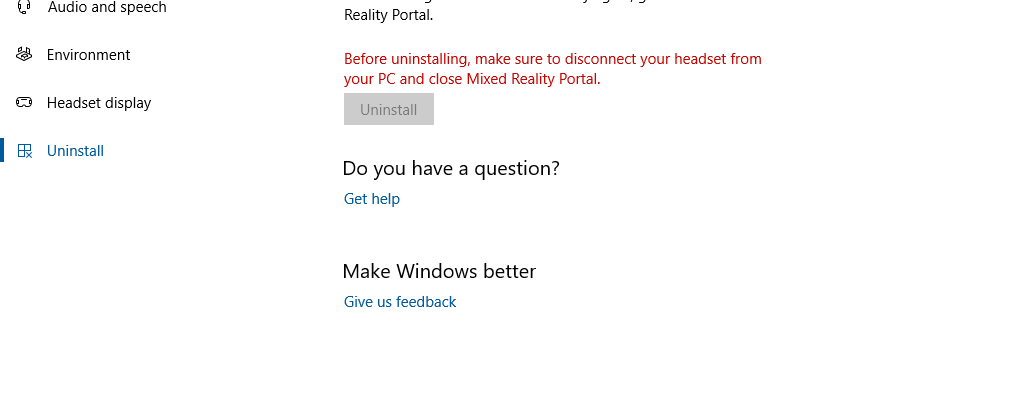 Audio and speech
Environment
Headset display
Uninstall
Reality Portal.
Before uninstalling, make sure to disconnect your headset from
your PC and close Mixed Reality Portal.
Uninstall
Do you have a question?
Get help
Make Windows better
Give us feedback